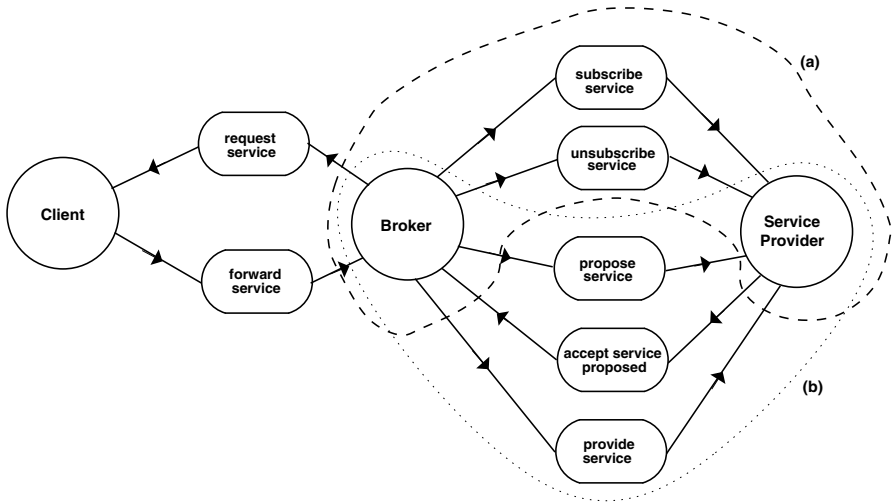 (a)
subscribe
service
request
service
unsubscribe
service
Client
Broker
Service
Provider
forward
service
propose
service
accept service
proposed
(b)
provide
service